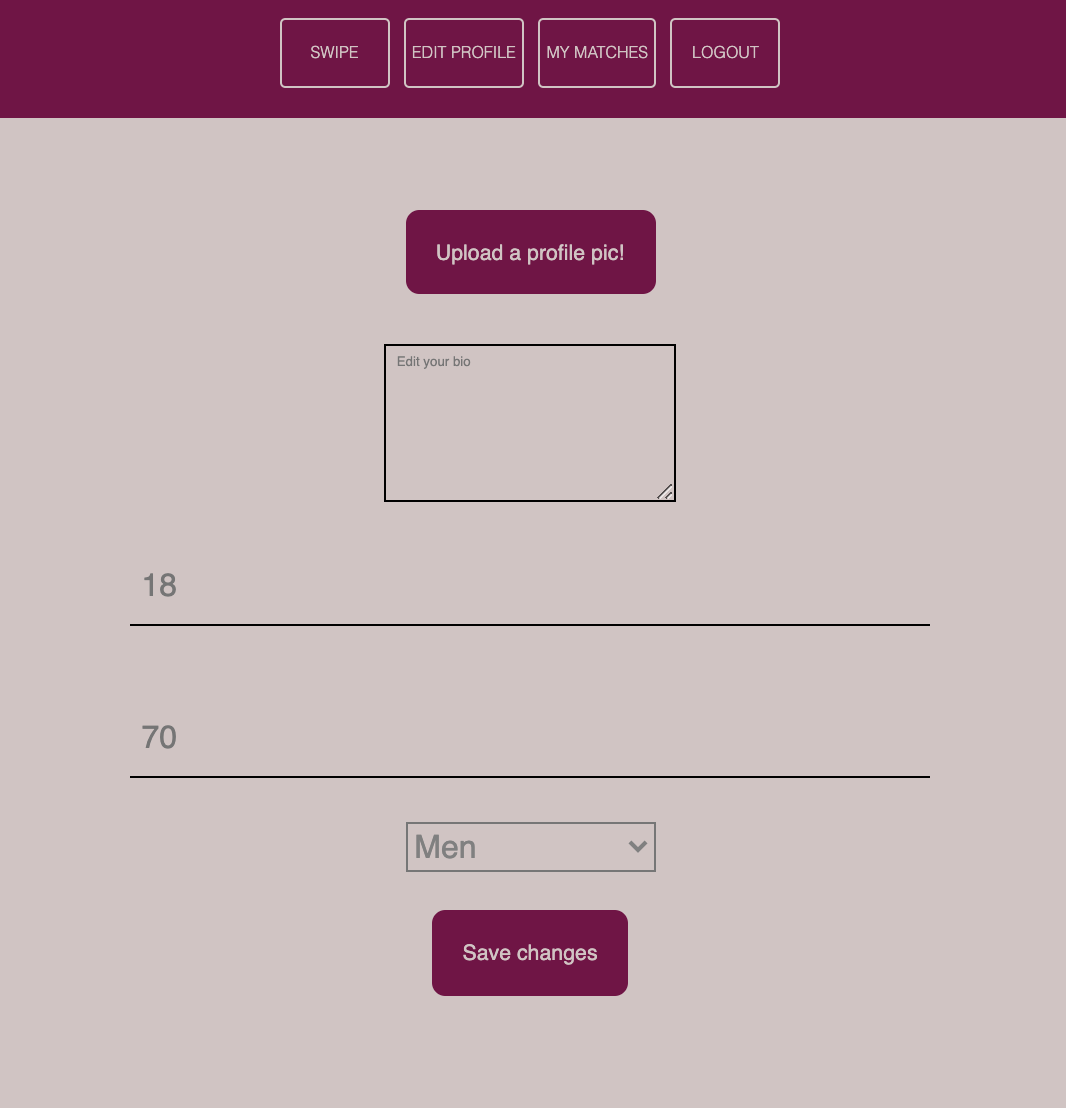 SWIPE EDIT PROFILE MY MATCHES LOGOUT
Upload a profile pic!
Edit your bio
18
70
Men
Save changes